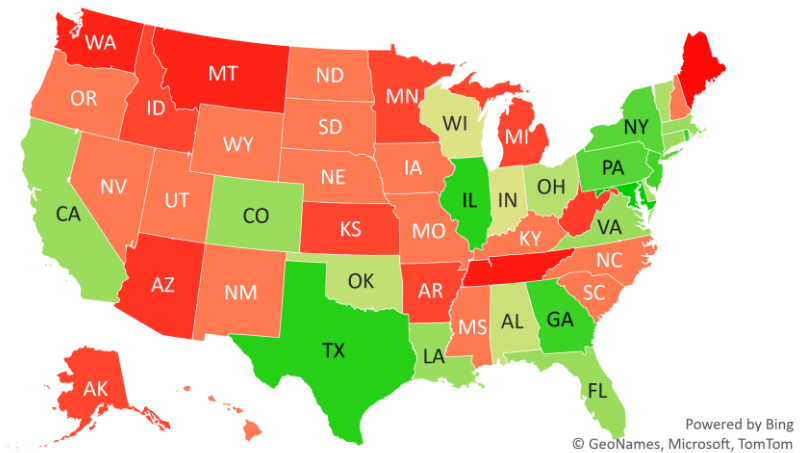 WA
MT
ND
MN
OR
ID
WI
SD
MI
WY
NY
IA
NE
PA
NV
UT
CO
IL
IN
OH
CA
KS
MO
KY
VA
AZ
NM
OK
AR
NC
SC
MS
AL
GA
TX
LA
AK
FL
Powered by Bing
© GeoNames, Microsoft, TomTom